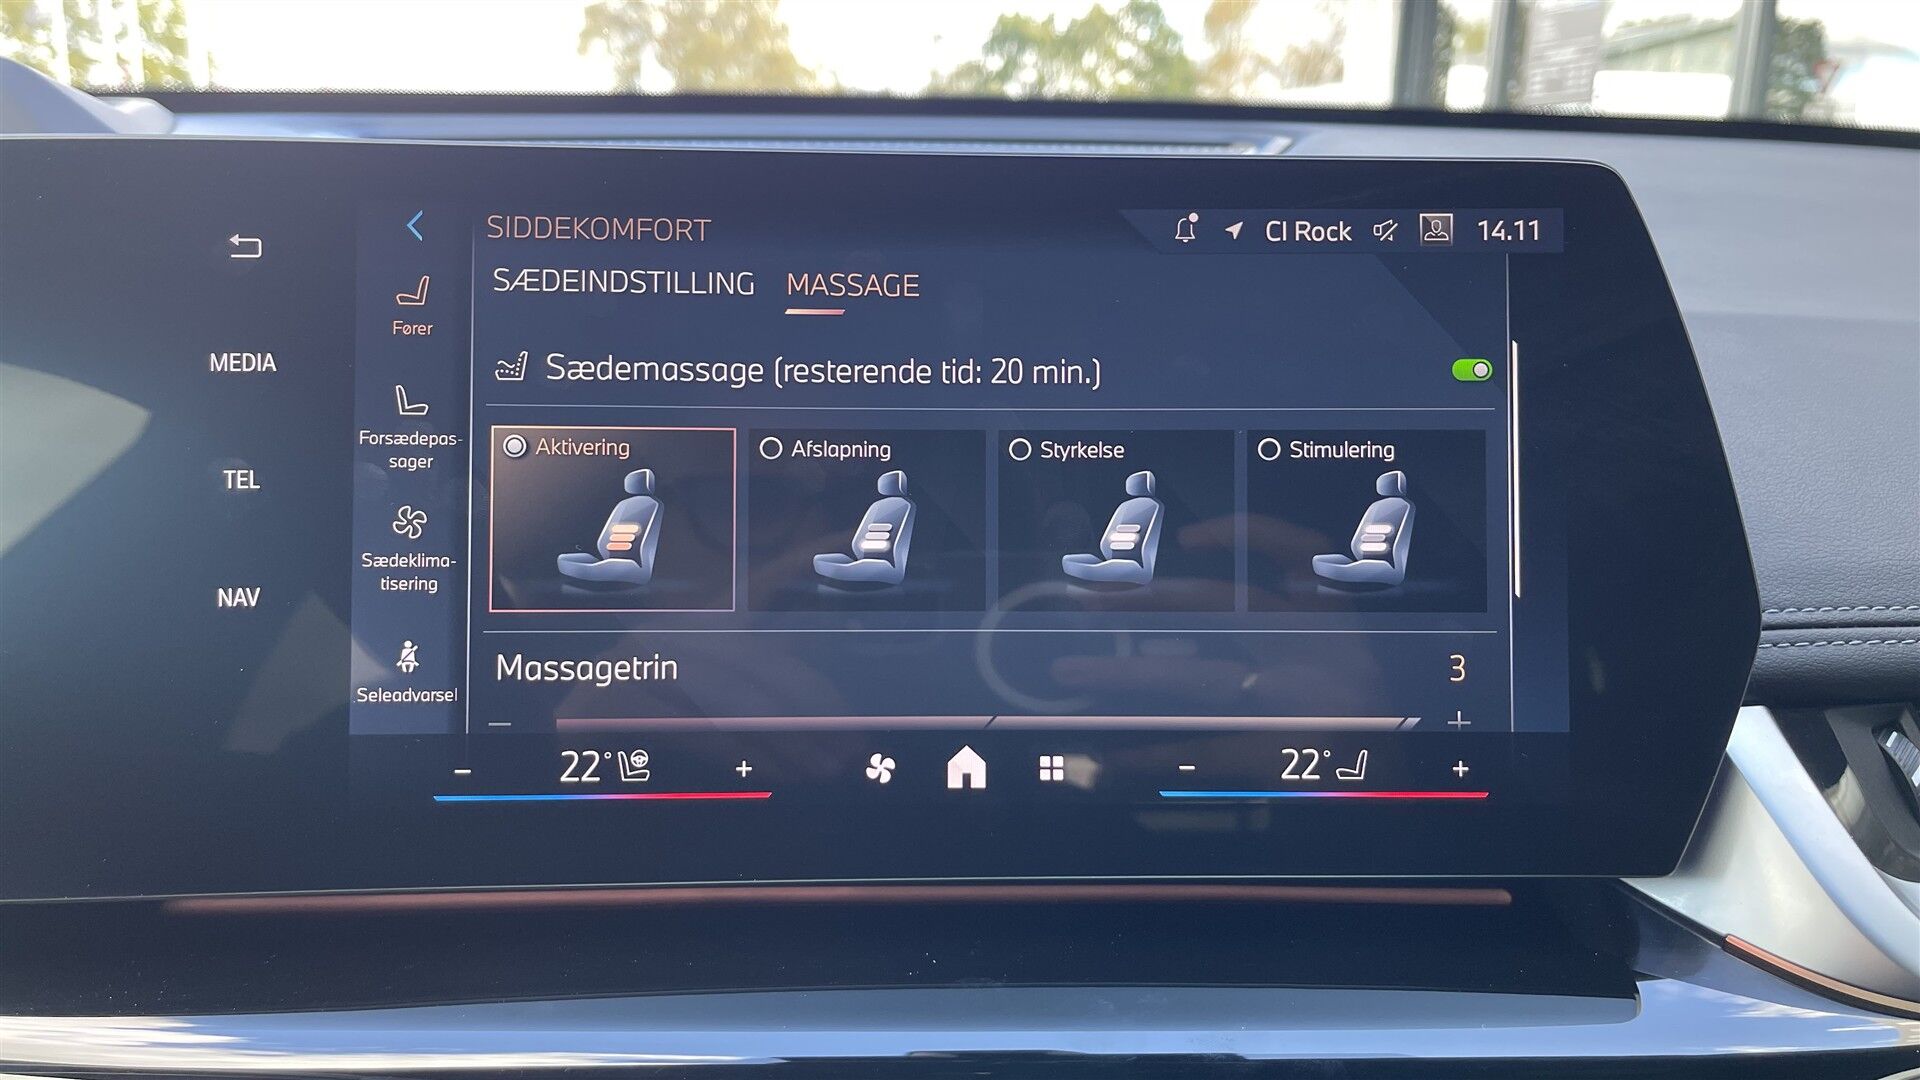 SIDDEKOMFORT
CI Rock
14.11
SÆDEINDSTILLING MASSAGE
Fører
MEDIA
Sædemassage (resterende tid: 20 min.)
Forsædepas-
sager
Aktivering
Afslapning
Styrkelse
Stimulering
TEL
Sædeklima-
tisering
NAV
Seleadvarsel
Massagetrin 3
− +
− 22° +
− 22° +